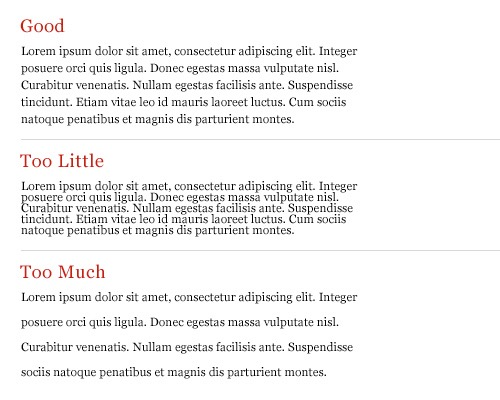 Good
Lorem ipsum dolor sit amet, consectetur adipiscing elit. Integer
posuere orci quis ligula. Donec egestas massa vulputate nisl.
Curabitur venenatis. Nullam egestas facilisis ante. Suspendisse
tincidunt. Etiam vitae leo id mauris laoreet luctus. Cum sociis
natoque penatibus et magnis dis parturient montes.
Too Little
Lorem ipsum dolor sit amet, consectetur adipiscing elit. Integer
posuere orci quis ligula. Donec egestas massa vulputate nisl.
Curabitur venenatis. Nullam egestas facilisis ante. Suspendisse
tincidunt. Etiam vitae leo id mauris laoreet luctus. Cum sociis
natoque penatibus et magnis dis parturient montes.
Too Much
Lorem ipsum dolor sit amet, consectetur adipiscing elit. Integer
posuere orci quis ligula. Donec egestas massa vulputate nisl.
Curabitur venenatis. Nullam egestas facilisis ante. Suspendisse
sociis natoque penatibus et magnis dis parturient montes.